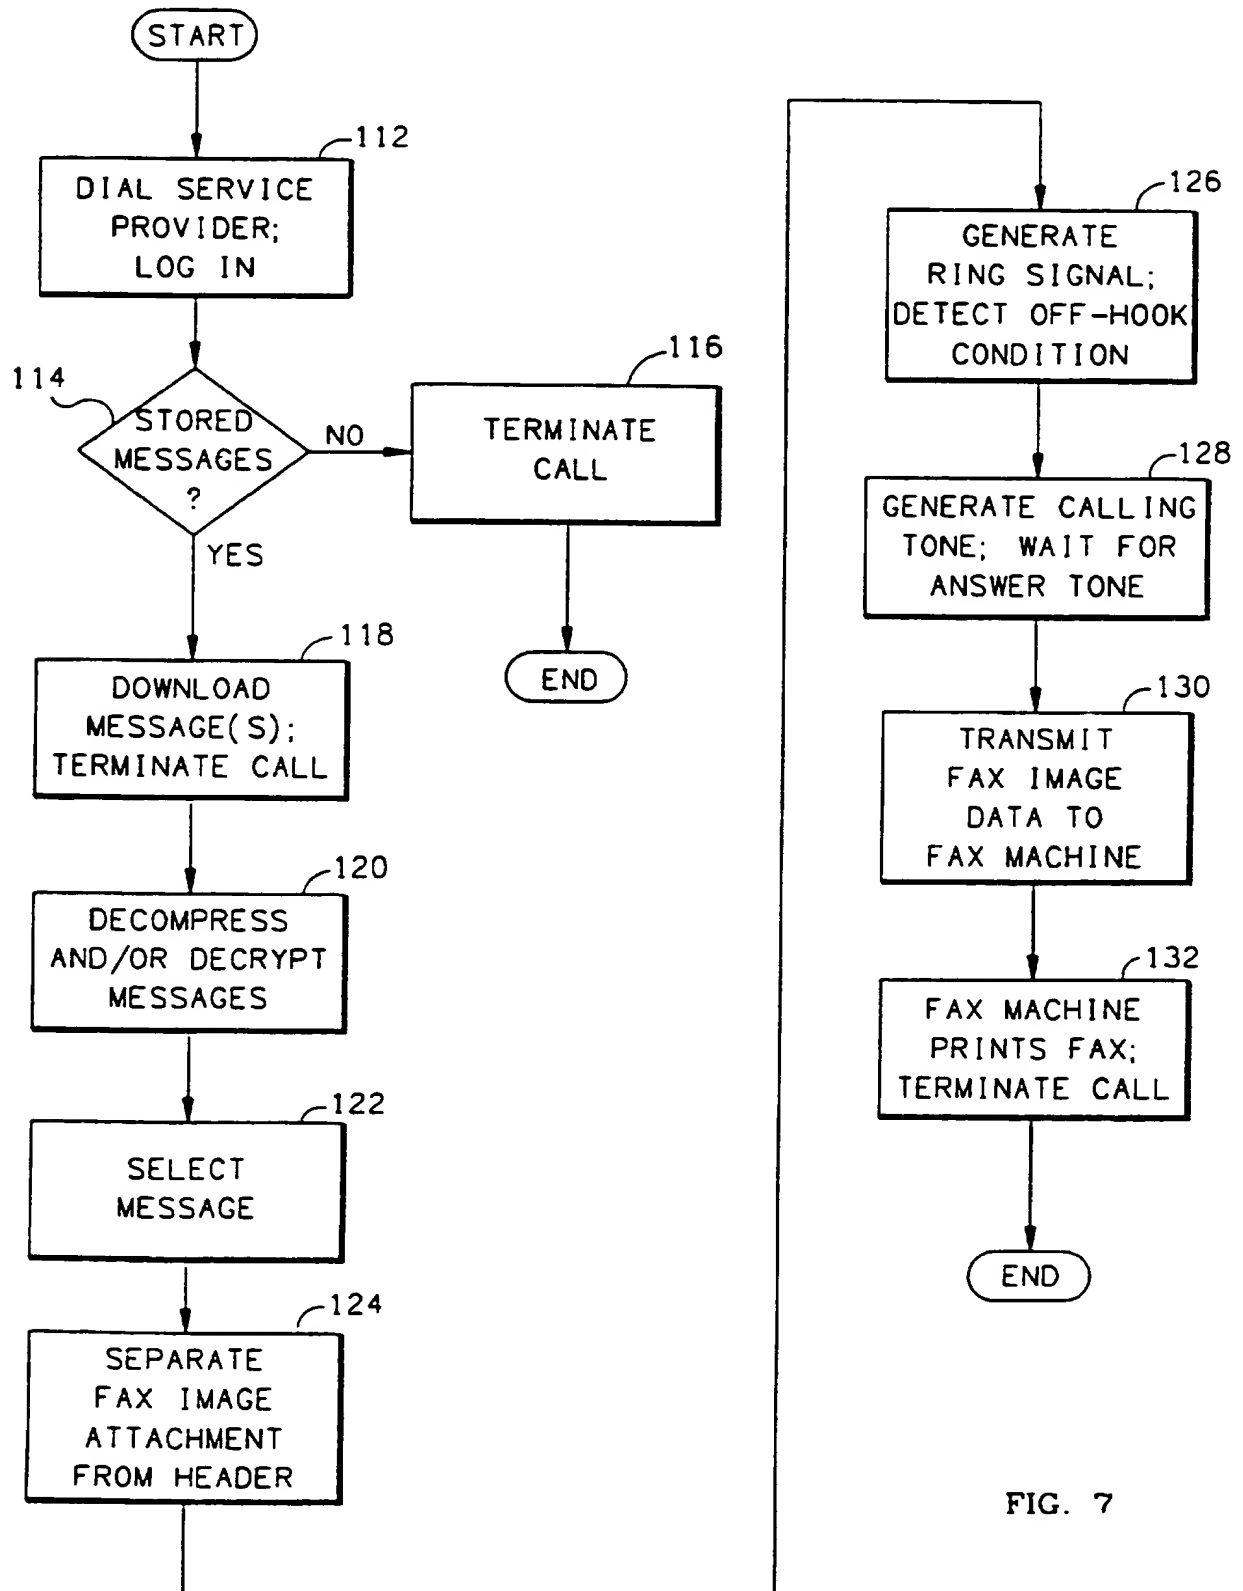 START
112
DIAL SERVICE
PROVIDER;
LOG IN
114
STORED
MESSAGES
?
NO
YES
116
TERMINATE
CALL
END
118
DOWNLOAD
MESSAGE(S);
TERMINATE CALL
120
DECOMPRESS
AND/OR DECRYPT
MESSAGES
122
SELECT
MESSAGE
124
SEPARATE
FAX IMAGE
ATTACHMENT
FROM HEADER
126
GENERATE
RING SIGNAL;
DETECT OFF-HOOK
CONDITION
128
GENERATE CALLING
TONE; WAIT FOR
ANSWER TONE
130
TRANSMIT
FAX IMAGE
DATA TO
FAX MACHINE
132
FAX MACHINE
PRINTS FAX;
TERMINATE CALL
END
FIG. 7